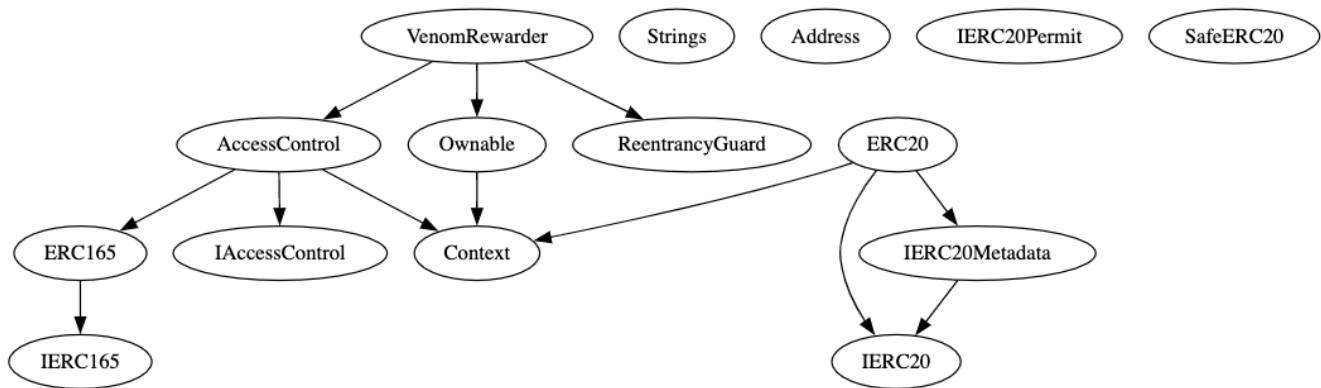 VenomRewarder Strings Address IERC20Permit SafeERC20
AccessControl Ownable ReentrancyGuard ERC20
ERC165 IAccessControl Context IERC20Metadata
IERC165 IERC20